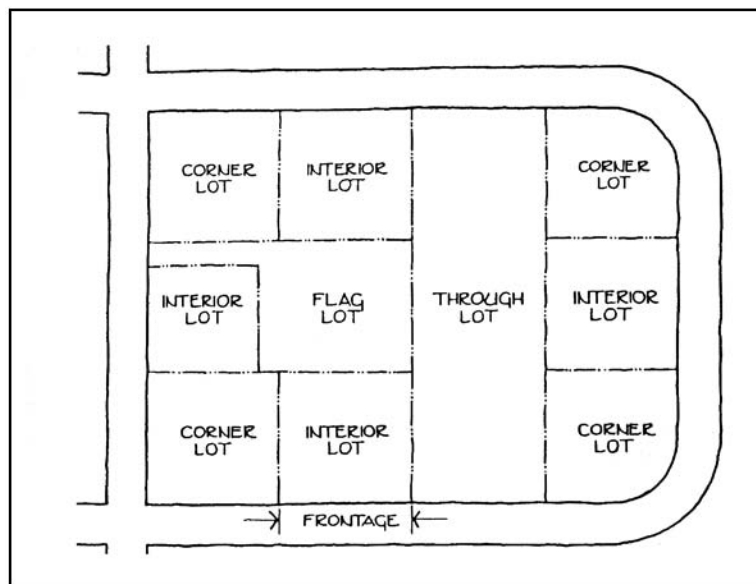 CORNER
LOT
INTERIOR
LOT
CORNER
LOT
INTERIOR
LOT
FLAG
LOT
THROUGH
LOT
INTERIOR
LOT
CORNER
LOT
INTERIOR
LOT
CORNER
LOT
FRONTAGE